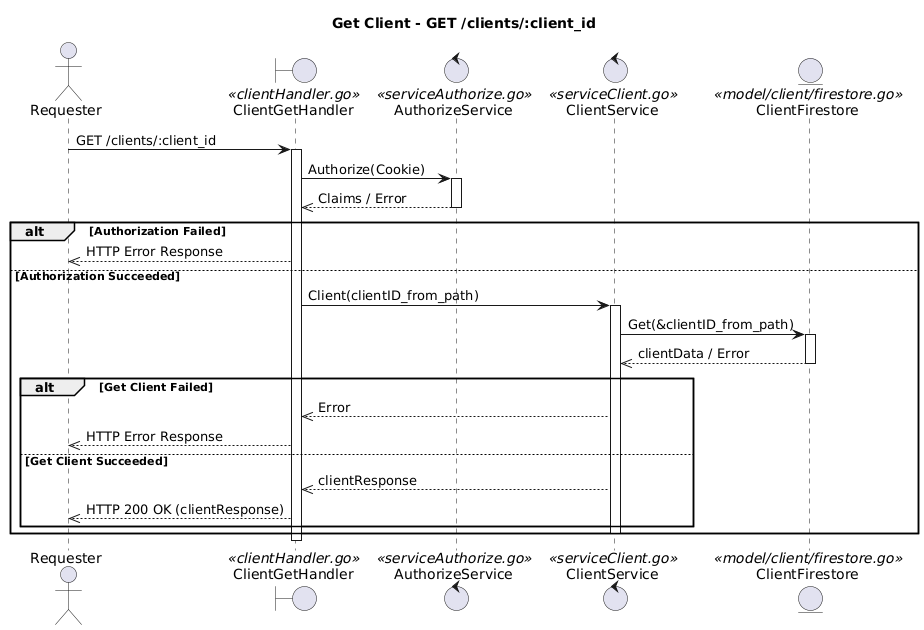 Get Client - GET /clients/:client_id
«clientHandler.go» «serviceAuthorize.go» «serviceClient.go» «model/client/firestore.go»
Requester ClientGetHandler AuthorizeService ClientService ClientFirestore
GET /clients/:client_id
Authorize(Cookie)
Claims / Error
alt [Authorization Failed]
HTTP Error Response
[Authorization Succeeded]
Client(clientID_from_path)
Get(&clientID_from_path)
clientData / Error
alt [Get Client Failed]
Error
HTTP Error Response
[Get Client Succeeded]
clientResponse
HTTP 200 OK (clientResponse)
Requester «clientHandler.go» «serviceAuthorize.go» «serviceClient.go» «model/client/firestore.go»
ClientGetHandler AuthorizeService ClientService ClientFirestore